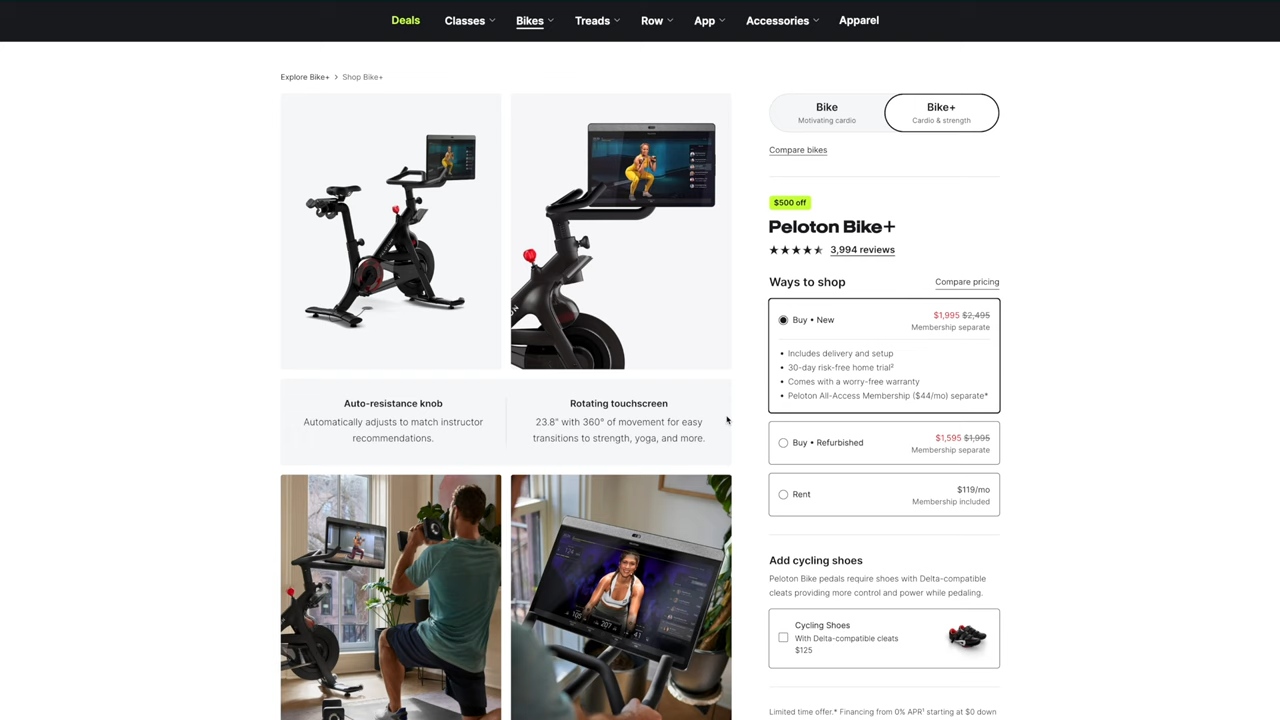 Deals Classes Bikes Treads Row App Accessories Apparel
Explore Bike+ > Shop Bike+
Bike
Motivating cardio
Bike+
Cardio & strength
Compare bikes
$500 off
Peloton Bike+
3,994 reviews
Ways to shop
Compare pricing
Buy • New
$1,995 $2,495
Membership separate
• Includes delivery and setup
• 30-day risk-free home trial²
• Comes with a worry-free warranty
• Peloton All-Access Membership ($44/mo) separate*
Buy • Refurbished
$1,595 $1,995
Membership separate
Rent
$119/mo
Membership included
Auto-resistance knob
Automatically adjusts to match instructor
recommendations.
Rotating touchscreen
23.8" with 360° of movement for easy
transitions to strength, yoga, and more.
Add cycling shoes
Peloton Bike pedals require shoes with Delta-compatible
cleats providing more control and power while pedaling.
Cycling Shoes
With Delta-compatible cleats
$125
Limited time offer.* Financing from 0% APR¹ starting at $0 down